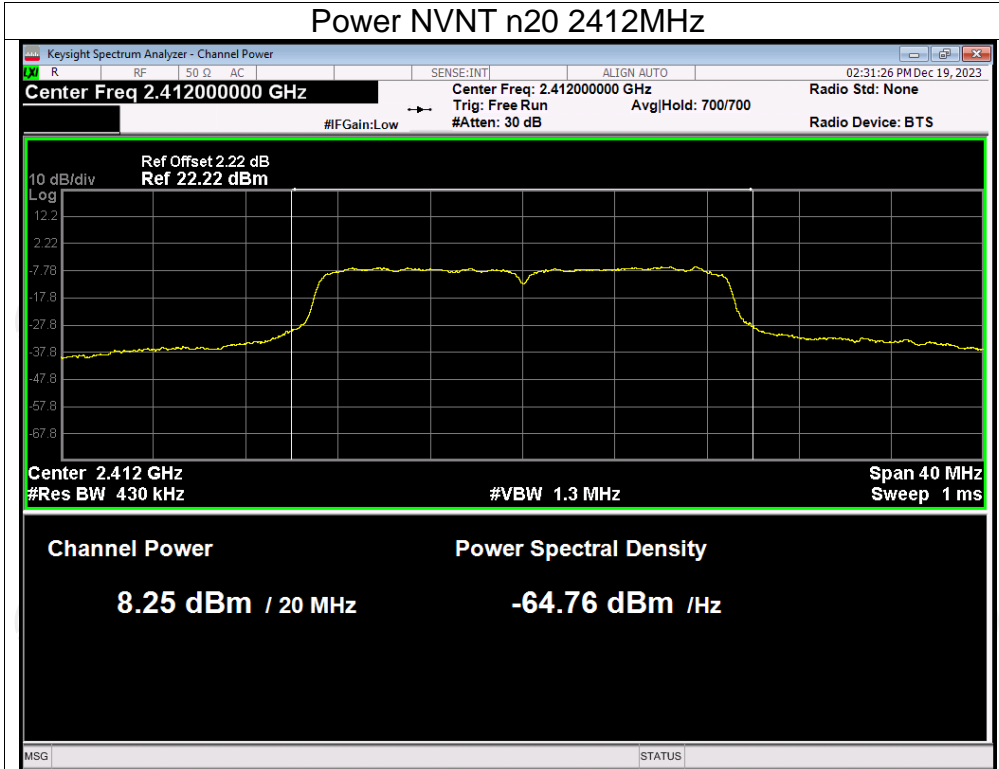 Power NVNT n20 2412MHz
Keysight Spectrum Analyzer - Channel Power
LXI R RF 50 Ω AC SENSE:INT ALIGN AUTO 02:31:26 PM Dec 19, 2023
Center Freq 2.412000000 GHz Center Freq: 2.412000000 GHz Radio Std: None
Trig: Free Run Avg|Hold: 700/700
#IFGain:Low #Atten: 30 dB Radio Device: BTS
Ref Offset 2.22 dB
10 dB/div Ref 22.22 dBm
Log
12.2
2.22
-7.78
-17.8
-27.8
-37.8
-47.8
-57.8
-67.8
Center 2.412 GHz Span 40 MHz
#Res BW 430 kHz #VBW 1.3 MHz Sweep 1 ms
Channel Power Power Spectral Density
8.25 dBm / 20 MHz -64.76 dBm /Hz
MSG STATUS